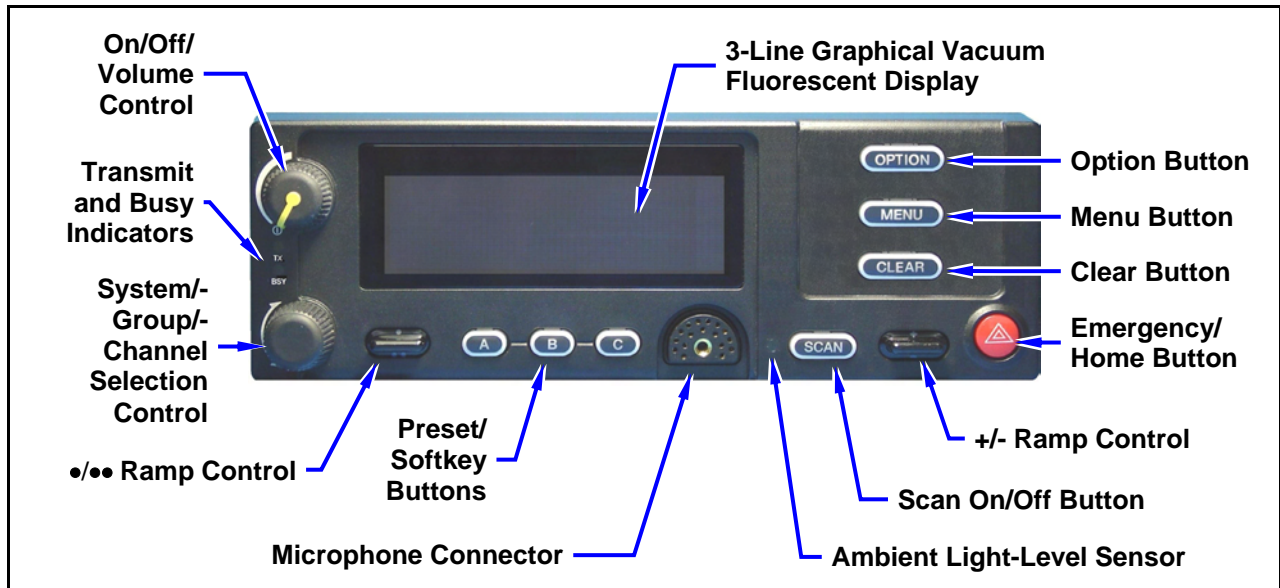 On/Off/
Volume
Control
3-Line Graphical Vacuum
Fluorescent Display
Transmit
and Busy
Indicators
TX
BSY
OPTION
Option Button
MENU
Menu Button
CLEAR
Clear Button
System/-
Group/-
Channel
Selection
Control
A
B
C
SCAN
Emergency/
Home Button
●/●● Ramp Control
Preset/
Softkey
Buttons
+/- Ramp Control
Scan On/Off Button
Microphone Connector
Ambient Light-Level Sensor